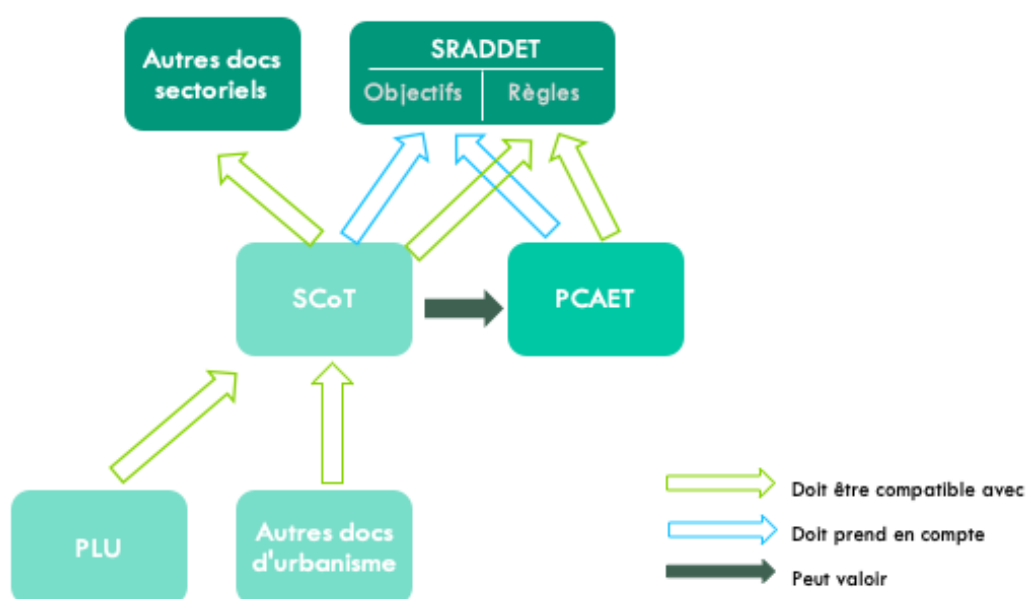 Autres docs
sectoriels
SRADDET
Objectifs
Règles
SCoT
PCAET
PLU
Autres docs
d'urbanisme
Doit être compatible avec
Doit prend en compte
Peut valoir